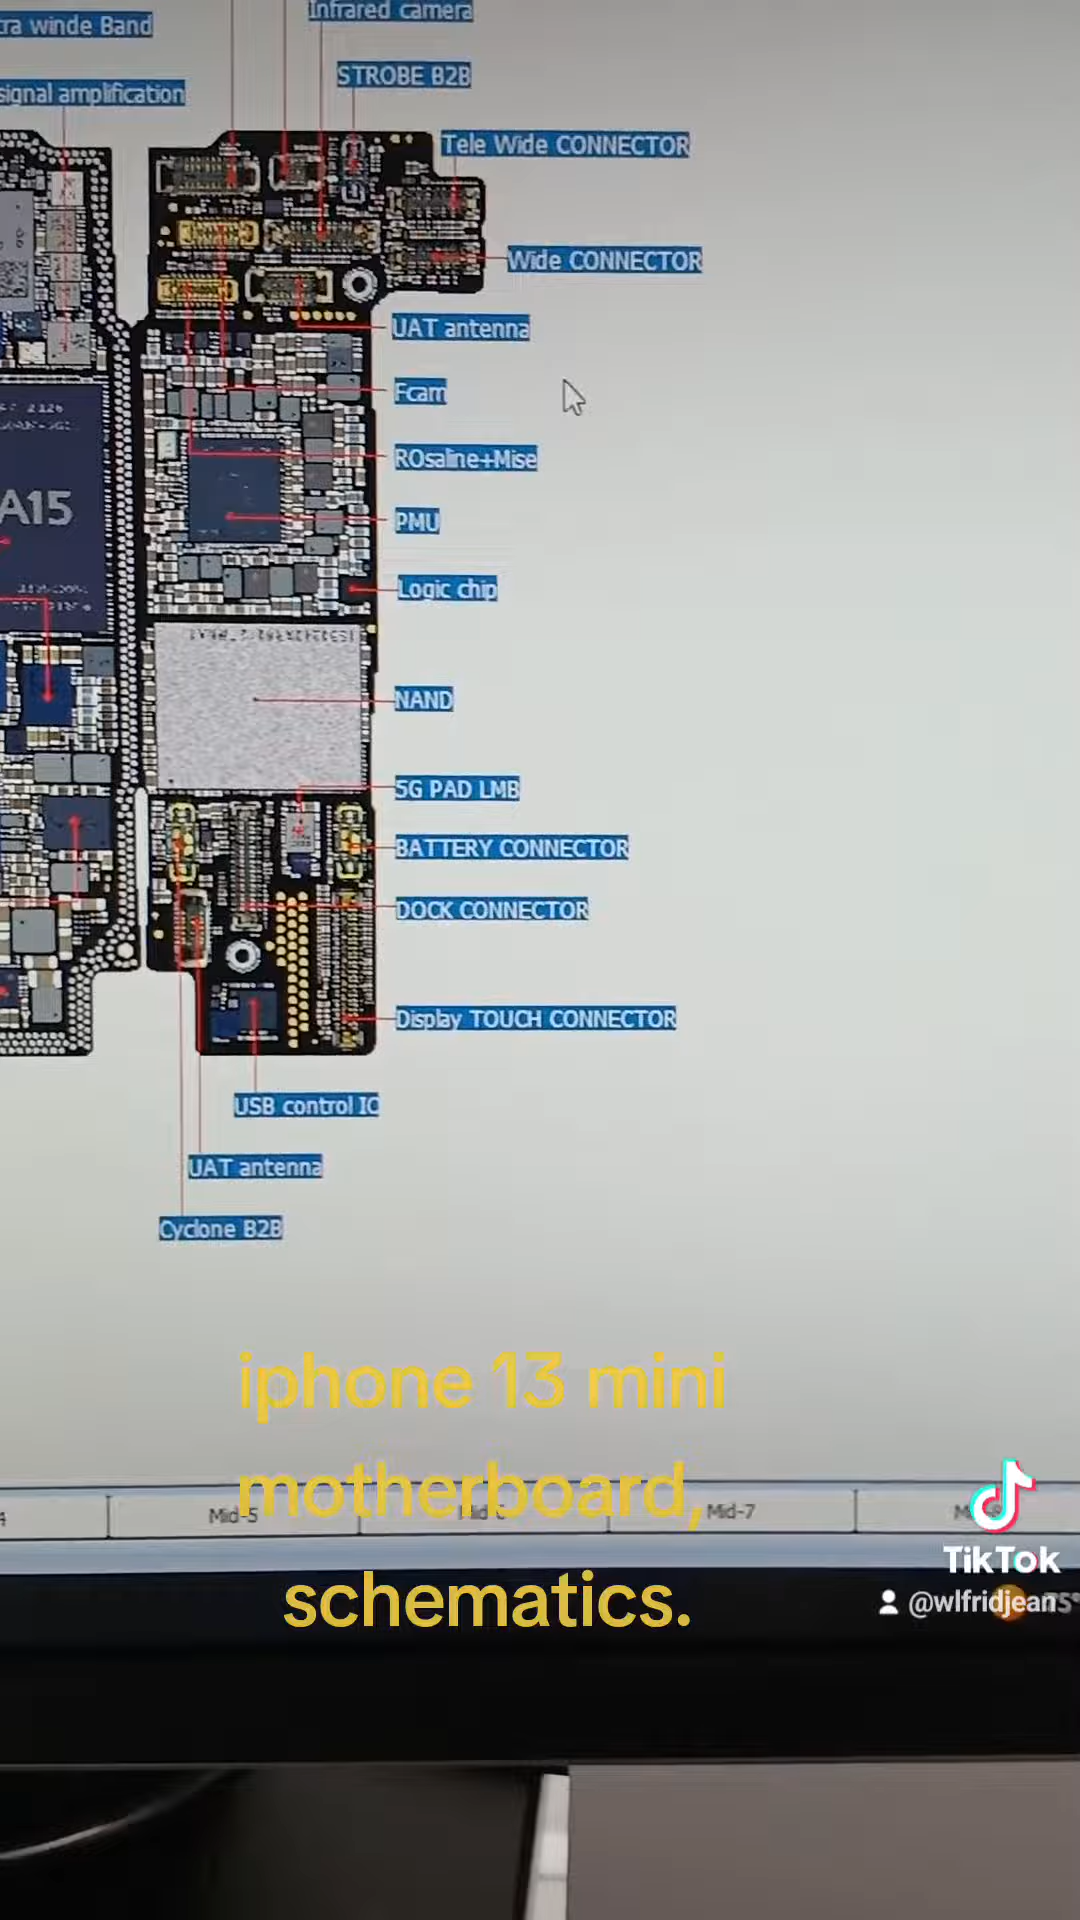 Infrared camera
tra winde Band
STROBE B2B
signal amplification
Tele Wide CONNECTOR
Wide CONNECTOR
UAT antenna
Fcam
ROsaline+Mise
A15
PMU
Logic chip
NAND
5G PAD LMB
BATTERY CONNECTOR
DOCK CONNECTOR
Display TOUCH CONNECTOR
USB control IC
UAT antenna
Cyclone B2B
iphone 13 mini
motherboard,
schematics.
4
Mid-5
Mid-7
TikTok
@wlfridjean